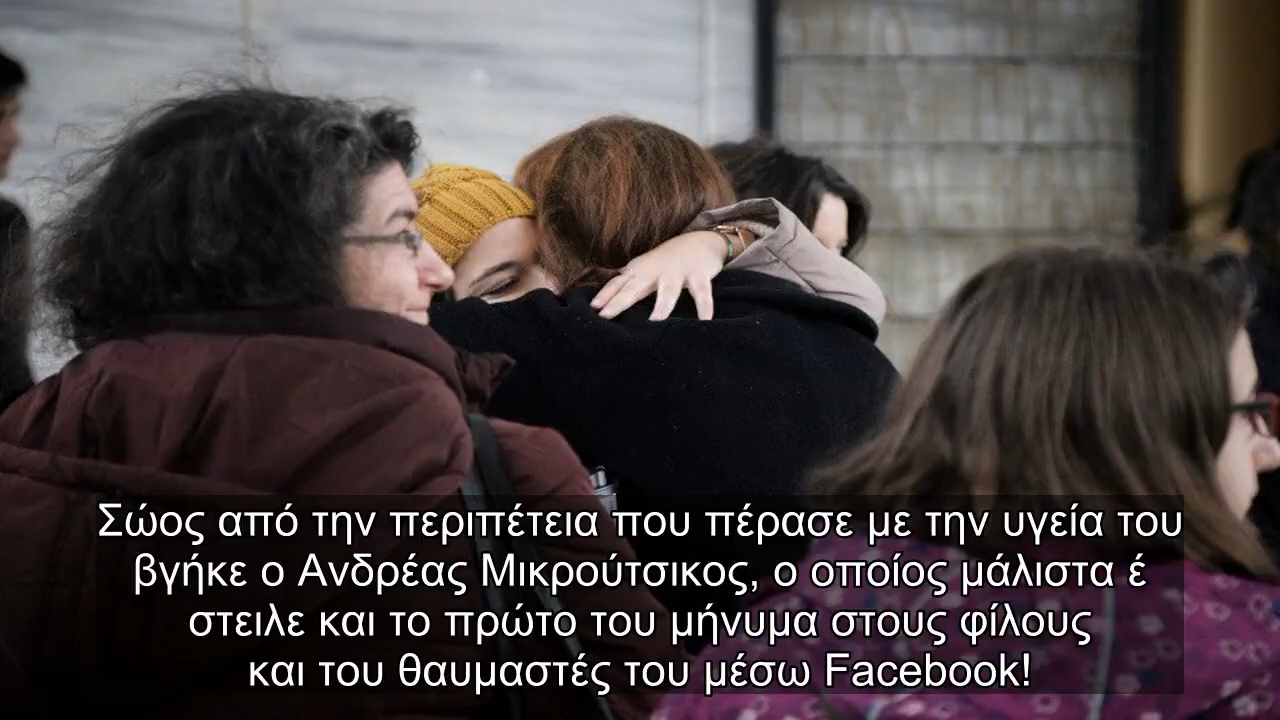 Σώος από την περιπέτεια που πέρασε με την υγεία του
βγήκε ο Ανδρέας Μικρούτσικος, ο οποίος μάλιστα έ
στειλε και το πρώτο του μήνυμα στους φίλους
και του θαυμαστές του μέσω Facebook!